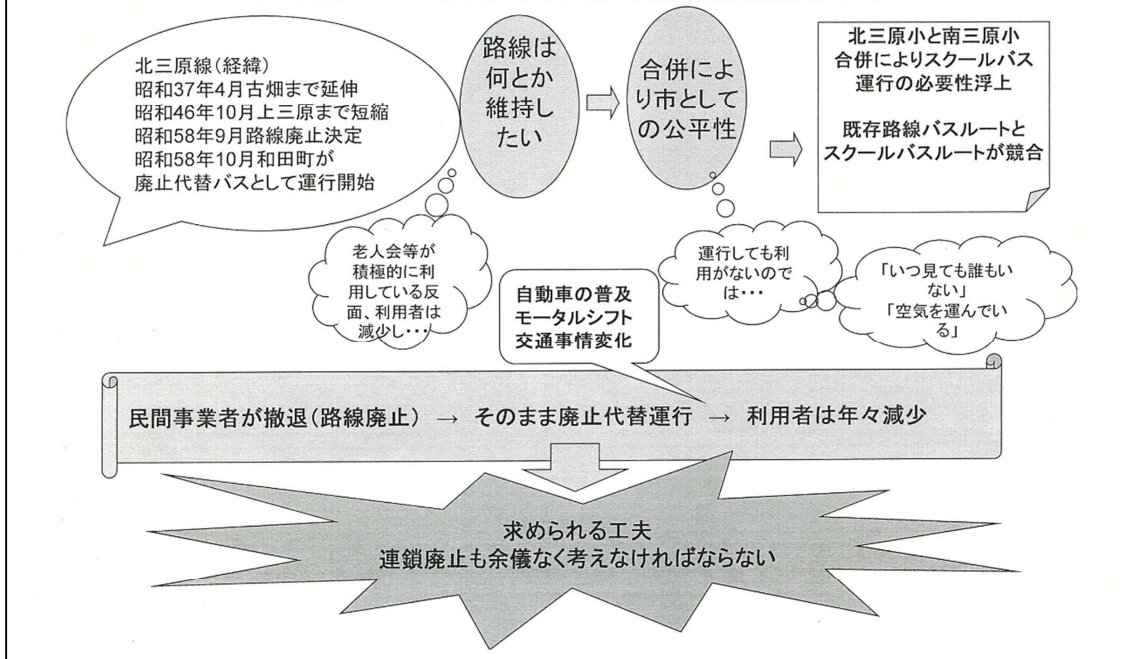 北三原線(経緯)
昭和37年4月古畑まで延伸
昭和46年10月上三原まで短縮
昭和58年9月路線廃止決定
昭和58年10月和田町が
廃止代替バスとして運行開始
路線は
何とか
維持し
たい
合併によ
り市として
の公平性
北三原小と南三原小
合併によりスクールバス
運行の必要性浮上
既存路線バスルートと
スクールバスルートが競合
老人会等が
積極的に利
用している反
面、利用者は
減少し・・・
自動車の普及
モータルシフト
交通事情変化
運行しても利
用がないので
は・・・
「いつ見ても誰もい
ない」
「空気を運んでい
る」
民間事業者が撤退(路線廃止) → そのまま廃止代替運行 → 利用者は年々減少
求められる工夫
連鎖廃止も余儀なく考えなければならない